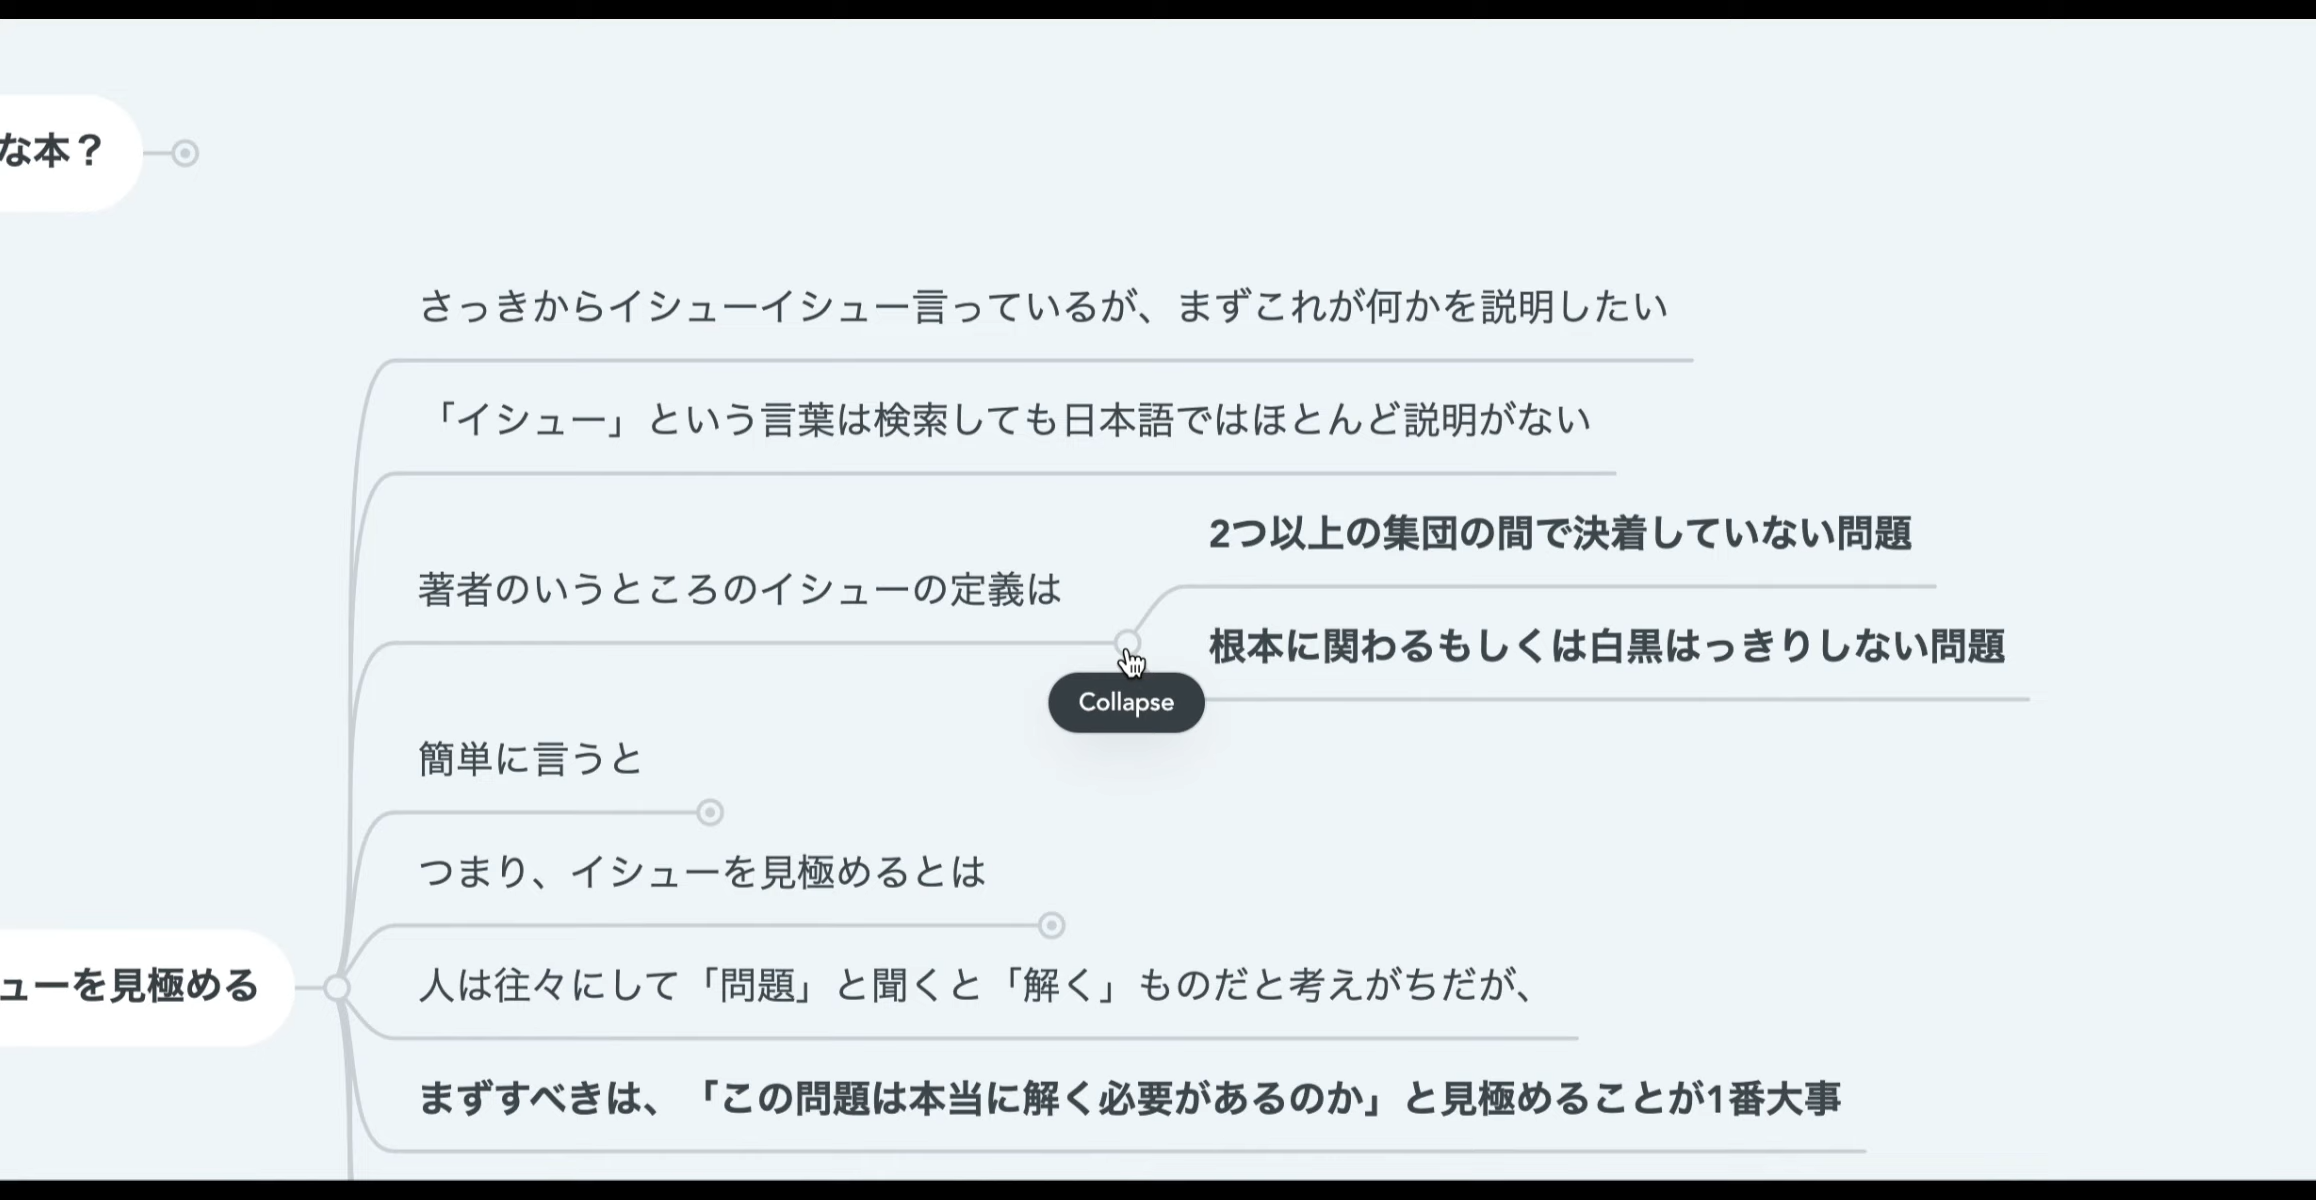 な本？
さっきからイシューイシュー言っているが、まずこれが何かを説明したい
「イシュー」という言葉は検索しても日本語ではほとんど説明がない
著者のいうところのイシューの定義は
2つ以上の集団の間で決着していない問題
根本に関わるもしくは白黒はっきりしない問題
Collapse
簡単に言うと
つまり、イシューを見極めるとは
ューを見極める
人は往々にして「問題」と聞くと「解く」ものだと考えがちだが、
まずすべきは、「この問題は本当に解く必要があるのか」と見極めることが1番大事